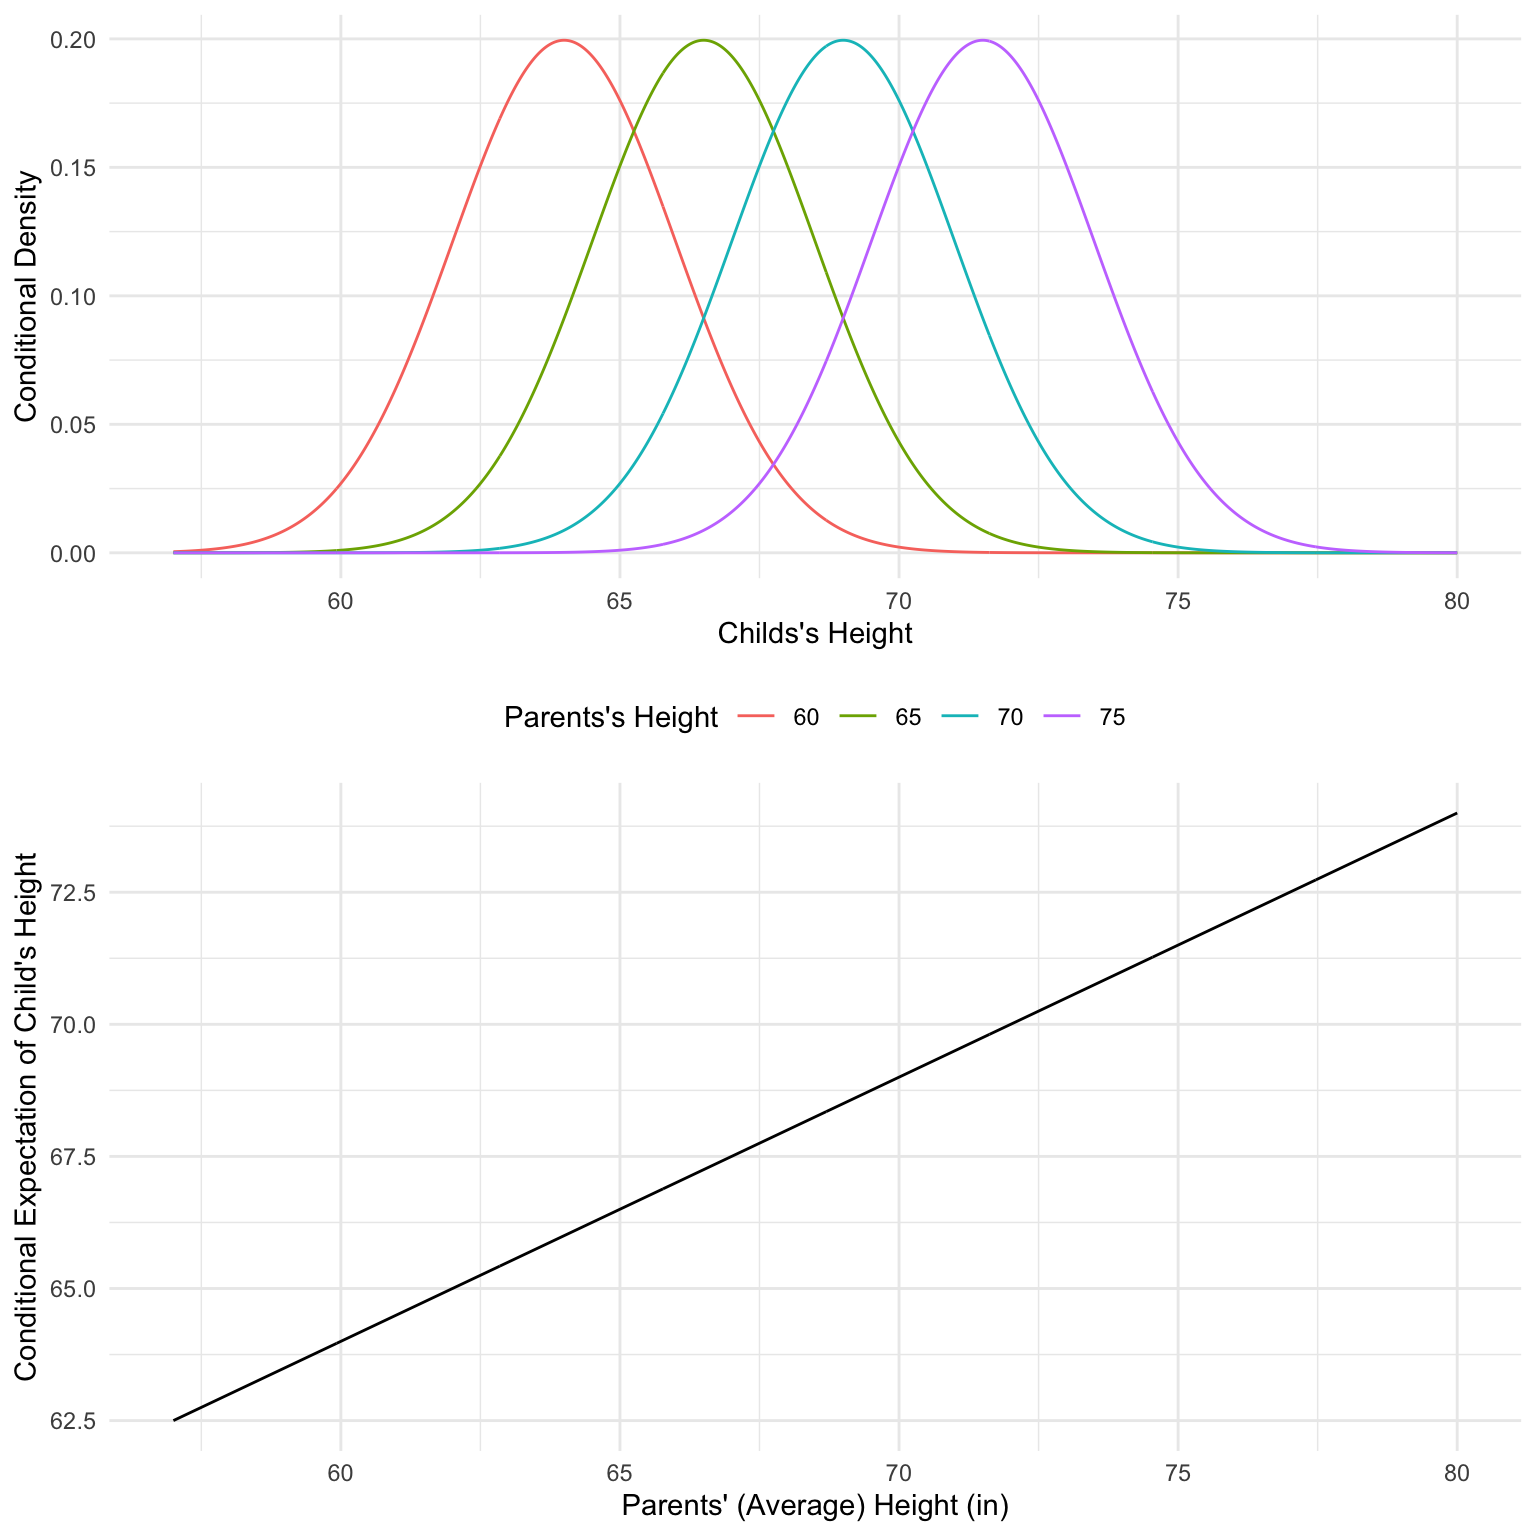 0.20
0.15
0.10
0.05
0.00
Conditional Density
60 65 70 75 80
Childs's Height
Parents's Height 60 65 70 75
72.5
70.0
67.5
65.0
62.5
Conditional Expectation of Child's Height
60 65 70 75 80
Parents' (Average) Height (in)